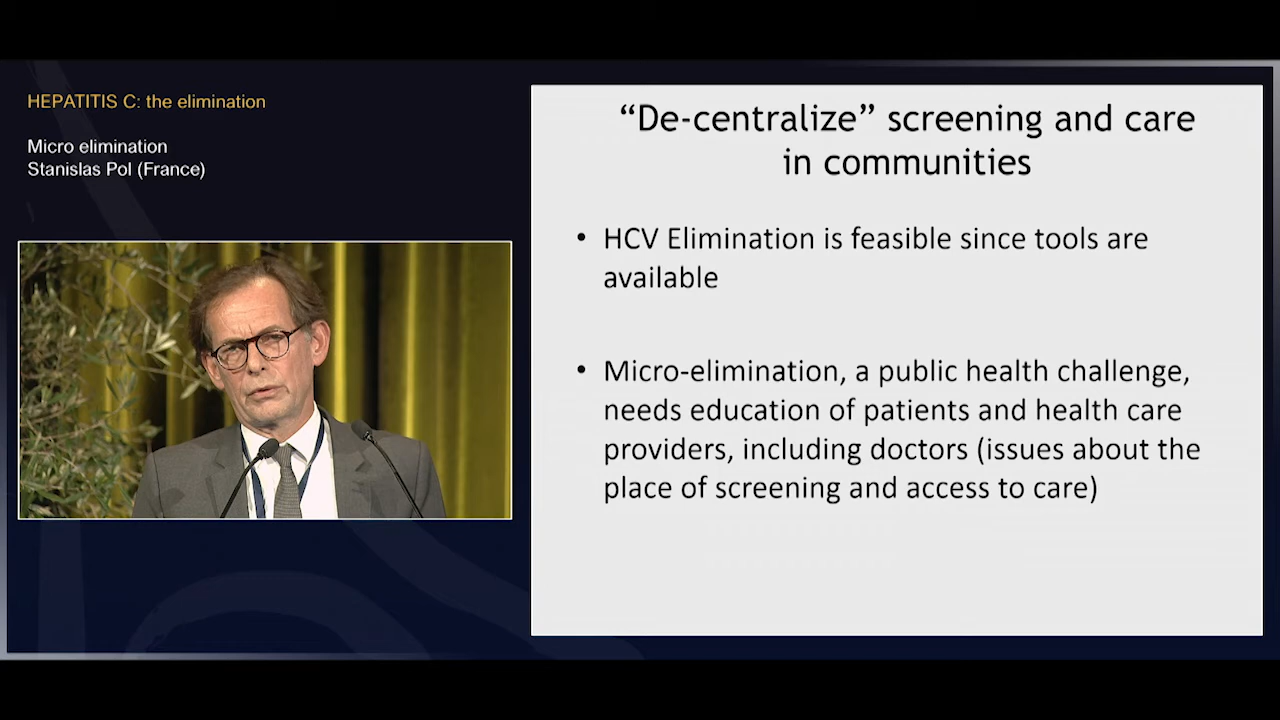 HEPATITIS C: the elimination
Micro elimination
Stanislas Pol (France)
“De-centralize” screening and care
in communities
• HCV Elimination is feasible since tools are
available
• Micro-elimination, a public health challenge,
needs education of patients and health care
providers, including doctors (issues about the
place of screening and access to care)